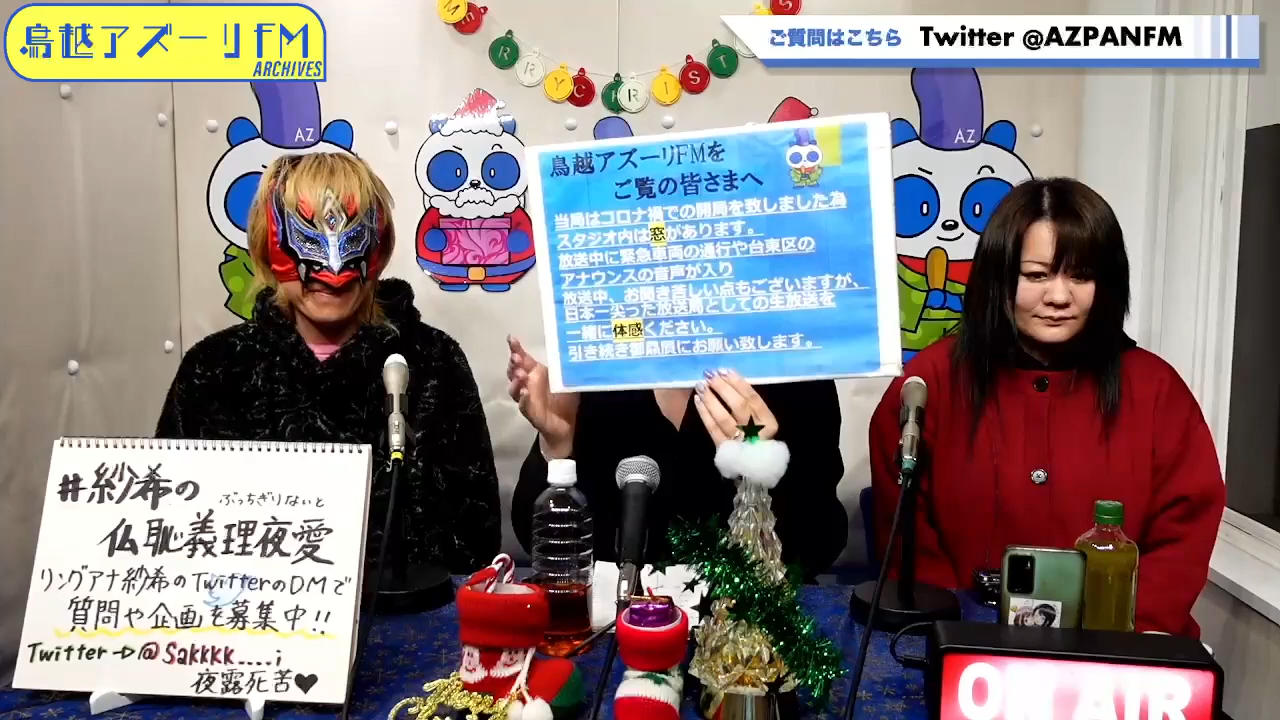 鳥越アズーリFM
ARCHIVES
ご質問はこちら Twitter @AZPANFM
MERRYCHRIST
S
AZ
AZ
鳥越アズーリFMを
ご覧の皆さまへ
当局はコロナ禍での開局を致しました為
スタジオ内は窓があります。
放送中に緊急車両の通行や台東区の
アナウンスの音声が入り
放送中、お聞き苦しい点もございますが、
日本一尖った放送局としての生放送を
一緒に体感ください。
引き続き御贔屓にお願い致します。
#紗希の
ぶっちぎりないと
仏恥義理夜愛
リングアナ紗希のTwitterのDMで
質問や企画を募集中!!
Twitter→@Sakkkk....i
夜露死苦♥
ON AIR